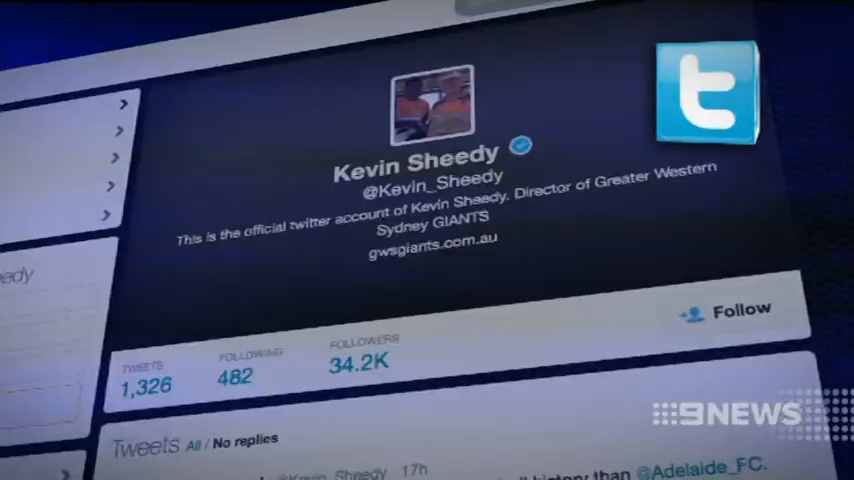 Kevin Sheedy
@Kevin_Sheedy
This is the official twitter account of Kevin Sheedy. Director of Greater Western
Sydney GIANTS
gwsgiants.com.au
Follow
TWEETS FOLLOWING FOLLOWERS
1,326 482 34.2K
9NEWS
Tweets All / No replies
@Kevin_Sheedy 17h
history than @Adelaide_FC.